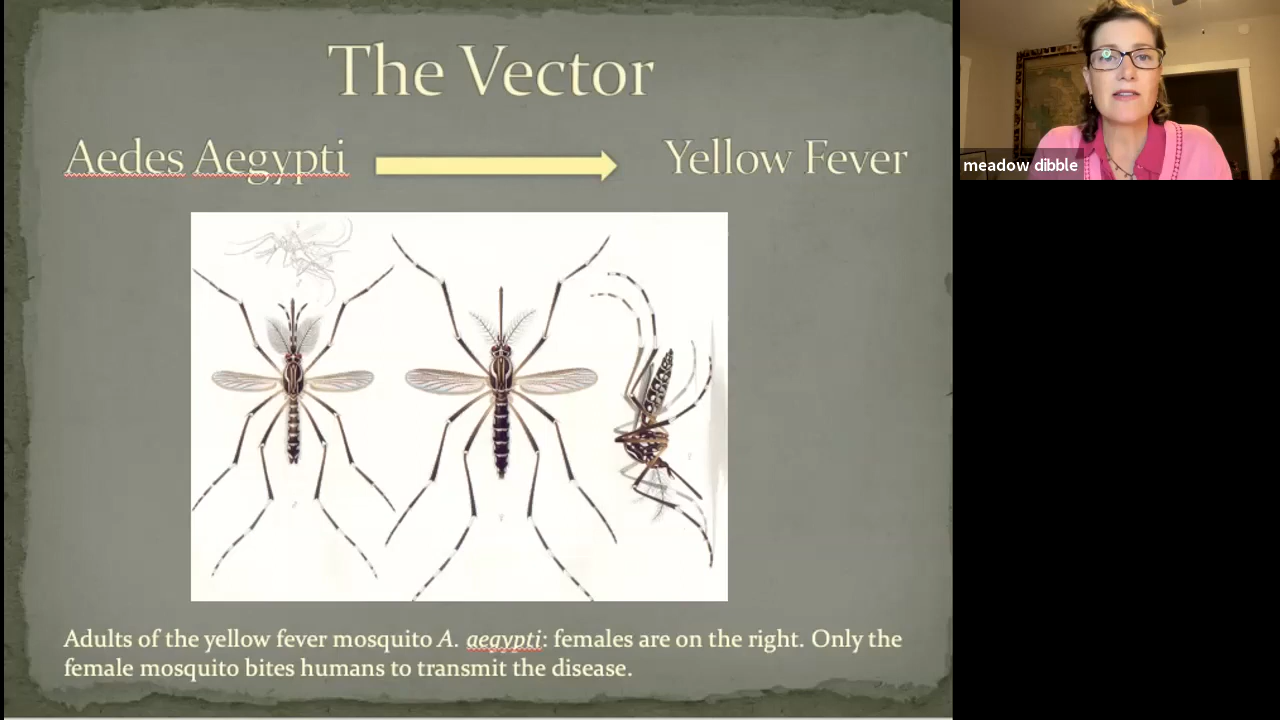 The Vector
Aedes Aegypti
Yellow Fever
meadow dibble
Adults of the yellow fever mosquito A. aegypti: females are on the right. Only the
female mosquito bites humans to transmit the disease.